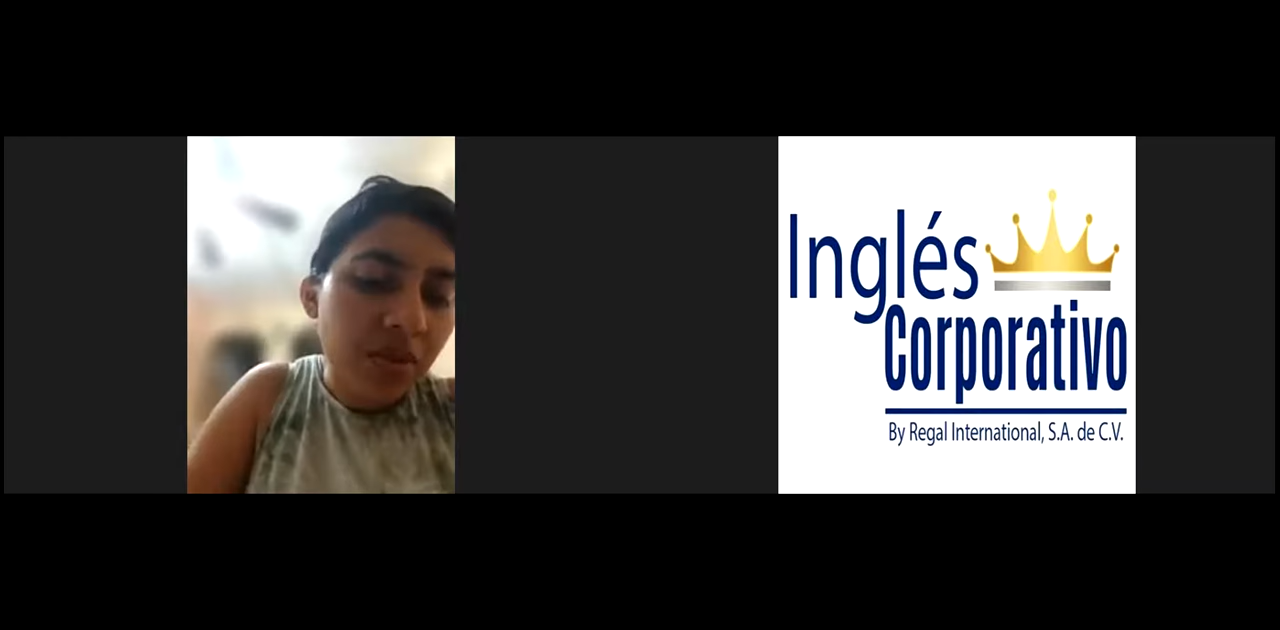 Inglés
Corporativo
By Regal International, S.A. de C.V.